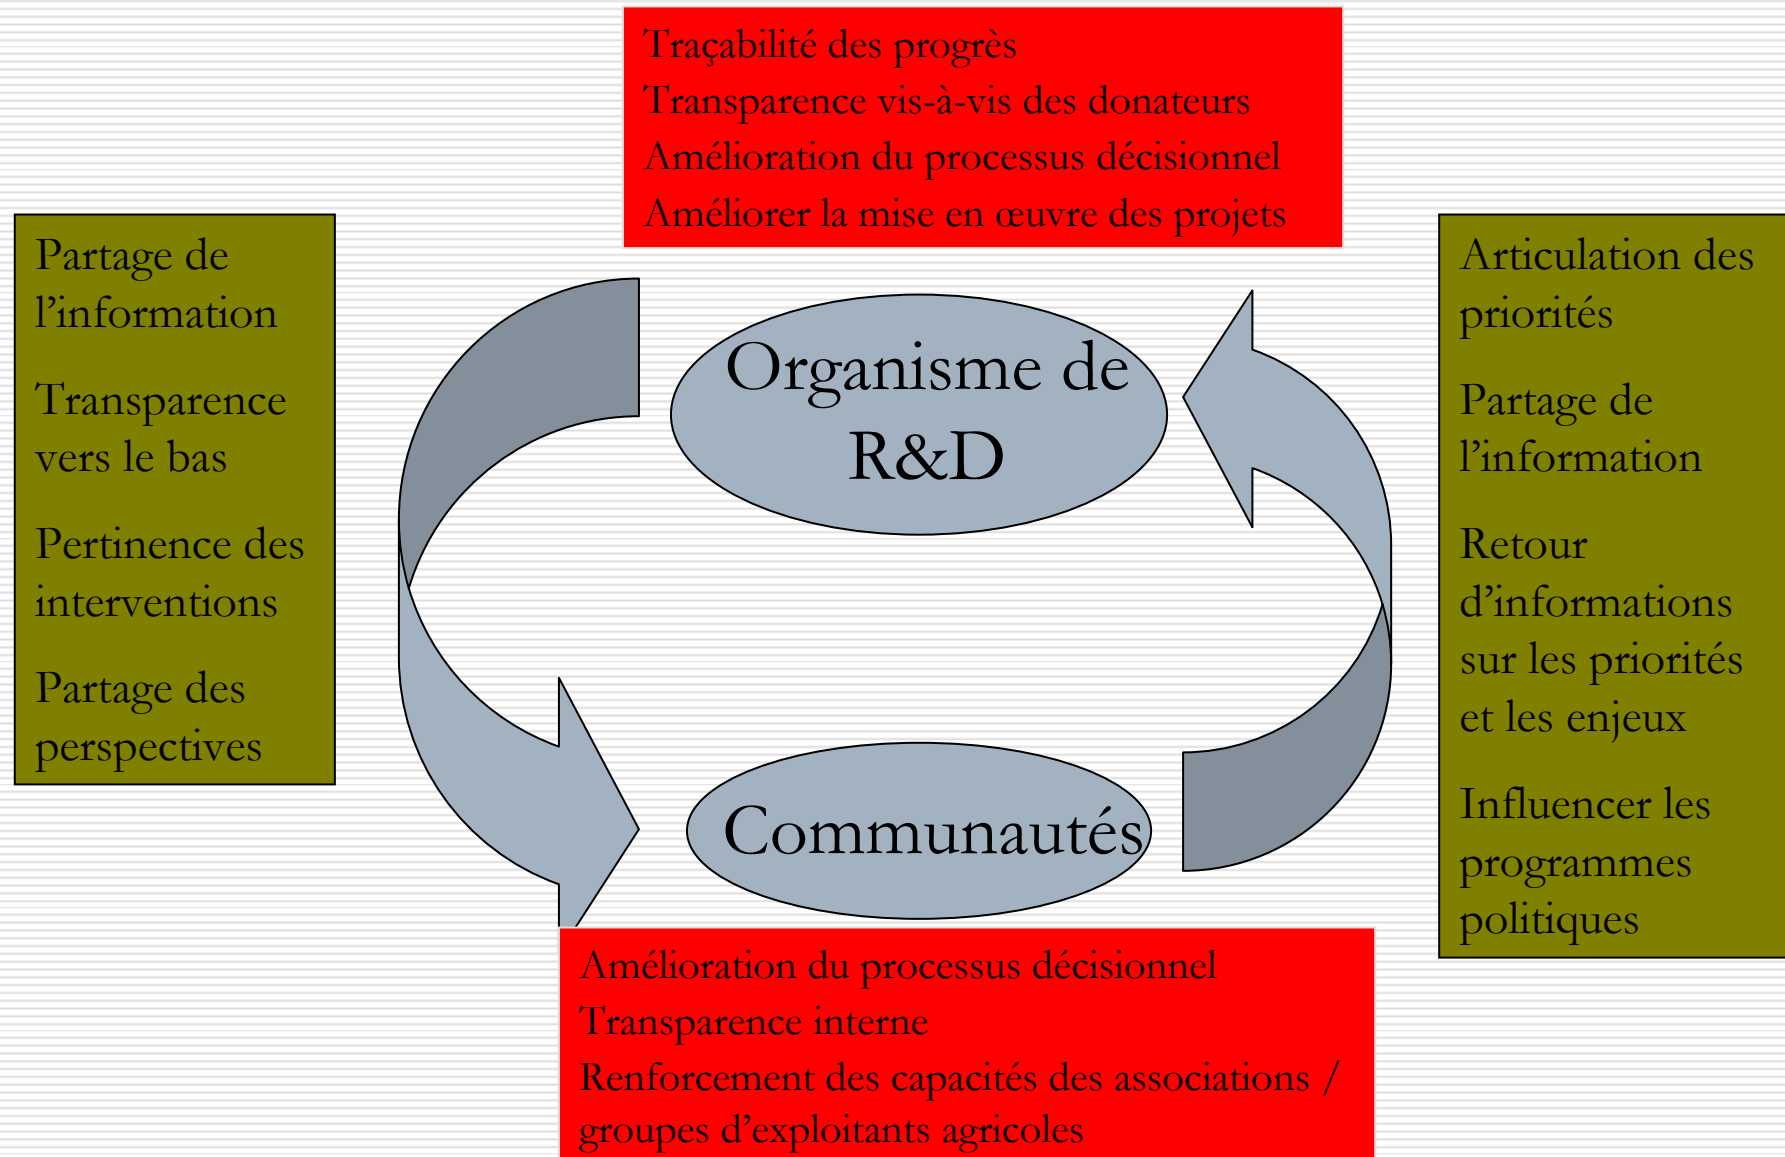 Traçabilité des progrès
Transparence vis-à-vis des donateurs
Amélioration du processus décisionnel
Améliorer la mise en œuvre des projets
Partage de
l’information
Transparence
vers le bas
Pertinence des
interventions
Partage des
perspectives
Organisme de
R&D
Communautés
Articulation des
priorités
Partage de
l’information
Retour
d’informations
sur les priorités
et les enjeux
Influencer les
programmes
politiques
Amélioration du processus décisionnel
Transparence interne
Renforcement des capacités des associations /
groupes d’exploitants agricoles